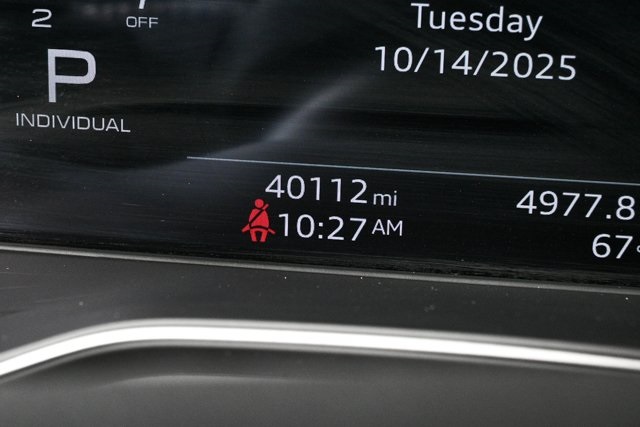 2
OFF
P
INDIVIDUAL
Tuesday
10/14/2025
40112 mi
4977.8
10:27 AM
67°